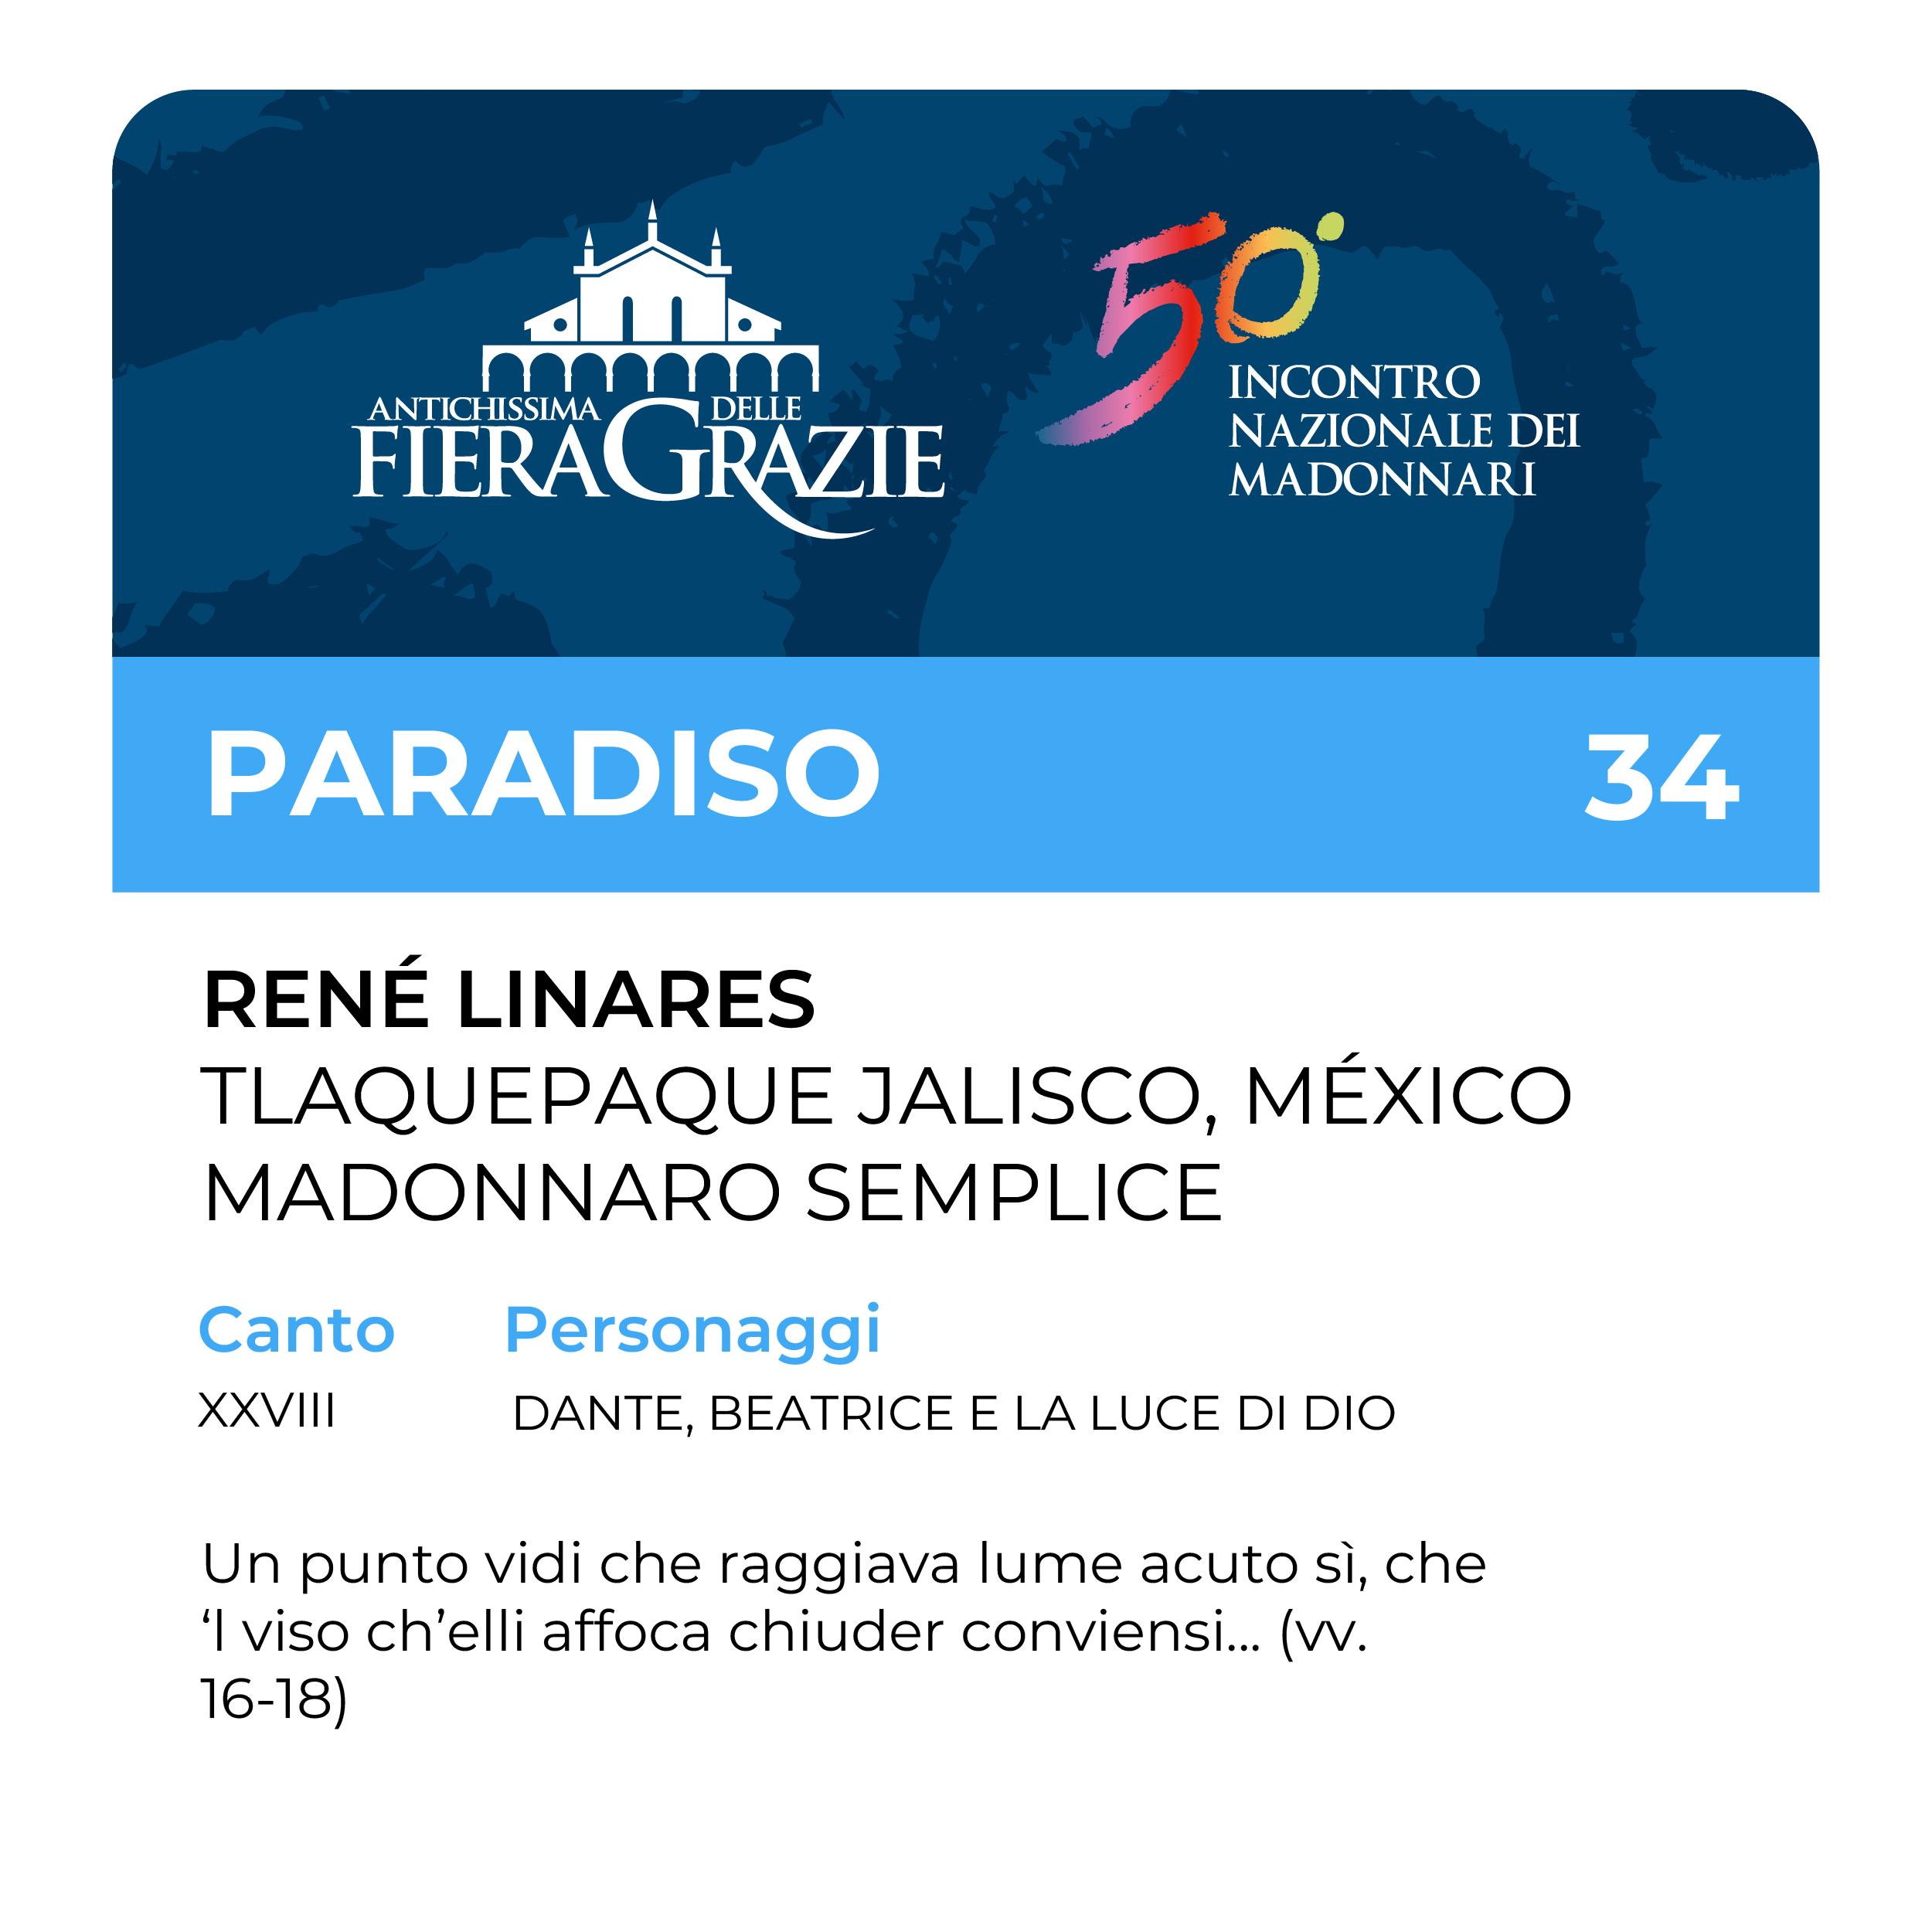 ANTICHISSIMA DELLE
FIERAGRAZIE
50°
INCONTRO
NAZIONALE DEI
MADONNARI
PARADISO 34
RENÉ LINARES
TLAQUEPAQUE JALISCO, MÉXICO
MADONNARO SEMPLICE
Canto Personaggi
XXVIII DANTE, BEATRICE E LA LUCE DI DIO
Un punto vidi che raggiava lume acuto sì, che
‘l viso ch’elli affoca chiuder conviensi... (vv.
16-18)